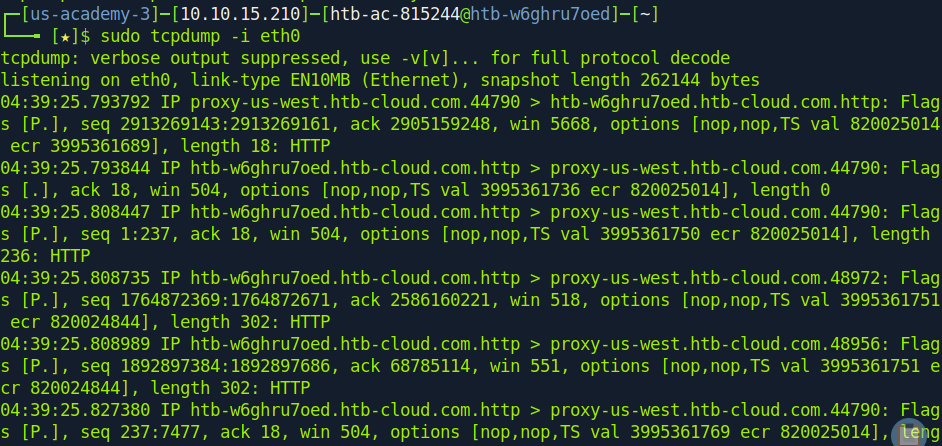 ┌─[us-academy-3]─[10.10.15.210]─[htb-ac-815244@htb-w6ghru7oed]─[~]
└──╼ [★]$ sudo tcpdump -i eth0
tcpdump: verbose output suppressed, use -v[v]... for full protocol decode
listening on eth0, link-type EN10MB (Ethernet), snapshot length 262144 bytes
04:39:25.793792 IP proxy-us-west.htb-cloud.com.44790 > htb-w6ghru7oed.htb-cloud.com.http: Flag
s [P.], seq 2913269143:2913269161, ack 2905159248, win 5668, options [nop,nop,TS val 820025014
 ecr 3995361689], length 18: HTTP
04:39:25.793844 IP htb-w6ghru7oed.htb-cloud.com.http > proxy-us-west.htb-cloud.com.44790: Flag
s [.], ack 18, win 504, options [nop,nop,TS val 3995361736 ecr 820025014], length 0
04:39:25.808447 IP htb-w6ghru7oed.htb-cloud.com.http > proxy-us-west.htb-cloud.com.44790: Flag
s [P.], seq 1:237, ack 18, win 504, options [nop,nop,TS val 3995361750 ecr 820025014], length
236: HTTP
04:39:25.808735 IP htb-w6ghru7oed.htb-cloud.com.http > proxy-us-west.htb-cloud.com.48972: Flag
s [P.], seq 1764872369:1764872671, ack 2586160221, win 518, options [nop,nop,TS val 3995361751
 ecr 820024844], length 302: HTTP
04:39:25.808989 IP htb-w6ghru7oed.htb-cloud.com.http > proxy-us-west.htb-cloud.com.48956: Flag
s [P.], seq 1892897384:1892897686, ack 68785114, win 551, options [nop,nop,TS val 3995361751 e
cr 820024844], length 302: HTTP
04:39:25.827380 IP htb-w6ghru7oed.htb-cloud.com.http > proxy-us-west.htb-cloud.com.44790: Flag
s [P.], seq 237:7477, ack 18, win 504, options [nop,nop,TS val 3995361769 ecr 820025014], leng